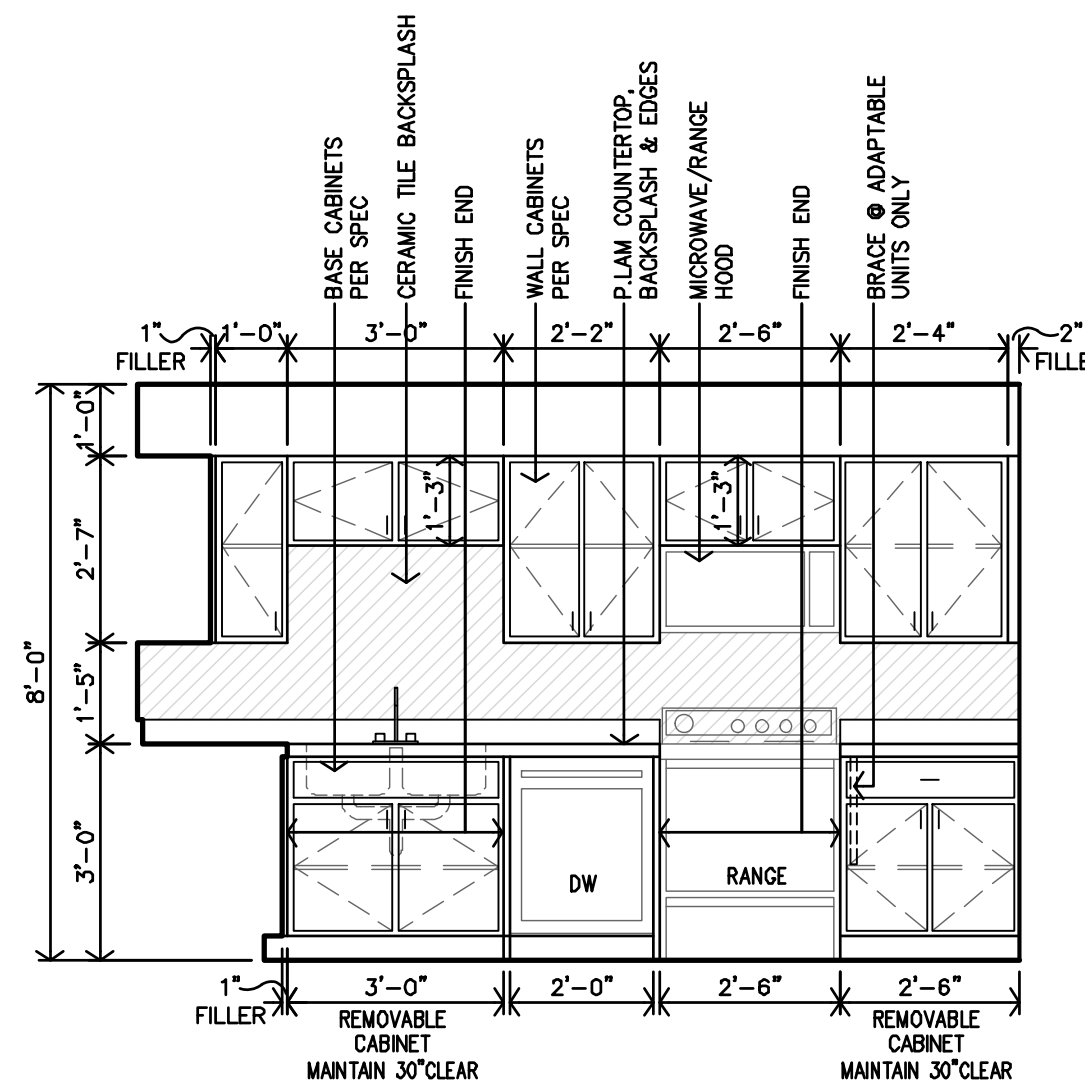 BASE CABINETS
PER SPEC
CERAMIC TILE BACKSPLASH
FINISH END
WALL CABINETS
PER SPEC
P.LAM COUNTERTOP,
BACKSPLASH & EDGES
MICROWAVE/RANGE
HOOD
FINISH END
BRACE @ ADAPTABLE
UNITS ONLY
1"
FILLER
1'-0"
3'-0"
2'-2"
2'-6"
2'-4"
2"
FILLE
8'-0"
1'-0"
2'-7"
1'-5"
3'-0"
1'-3"
1'-3"
DW
RANGE
1"
FILLER
3'-0"
REMOVABLE
CABINET
MAINTAIN 30"CLEAR
2'-0"
2'-6"
2'-6"
REMOVABLE
CABINET
MAINTAIN 30"CLEAR